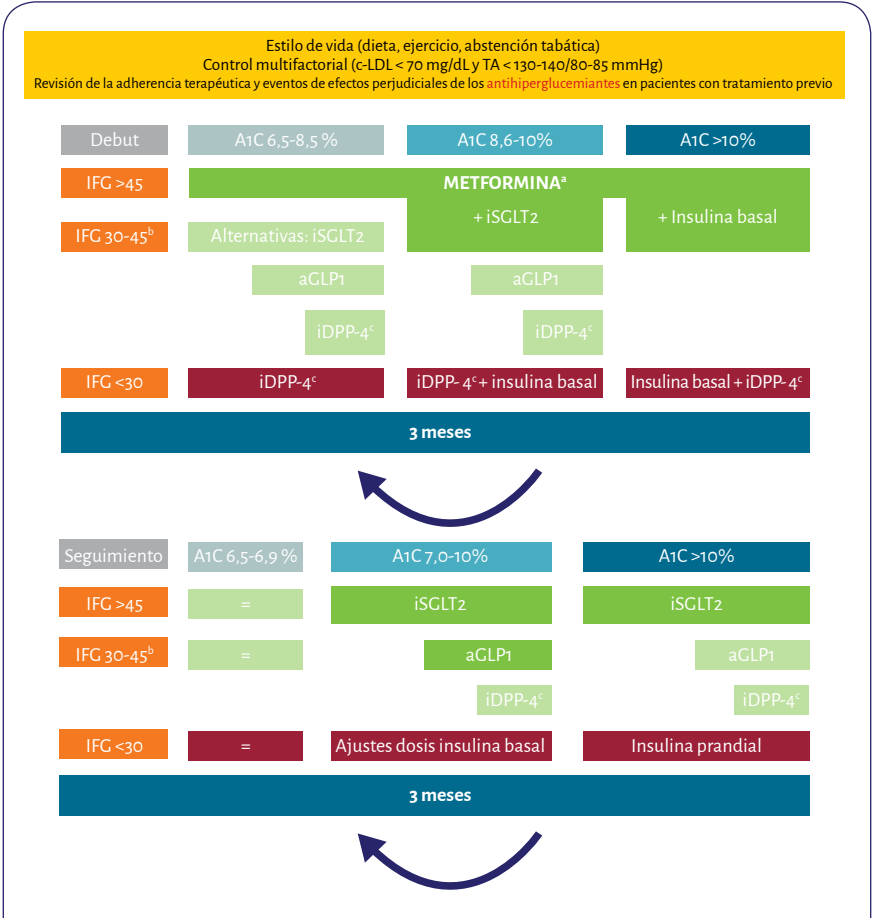 Estilo de vida (dieta, ejercicio, abstención tabática)
Control multifactorial (c-LDL < 70 mg/dL y TA < 130-140/80-85 mmHg)
Revisión de la adherencia terapéutica y eventos de efectos perjudiciales de los antihiperglucemiantes en pacientes con tratamiento previo
Debut A1C 6,5-8,5 % A1C 8,6-10% A1C >10%
IFG >45 METFORMINAᵃ
+ iSGLT2 + Insulina basal
IFG 30-45ᵇ Alternativas: iSGLT2
aGLP1 aGLP1
iDPP-4ᶜ iDPP-4ᶜ
IFG <30 iDPP-4ᶜ iDPP- 4ᶜ + insulina basal Insulina basal + iDPP- 4ᶜ
3 meses
Seguimiento A1C 6,5-6,9 % A1C 7,0-10% A1C >10%
IFG >45 = iSGLT2 iSGLT2
IFG 30-45ᵇ = aGLP1 aGLP1
iDPP-4ᶜ iDPP-4ᶜ
IFG <30 = Ajustes dosis insulina basal Insulina prandial
3 meses